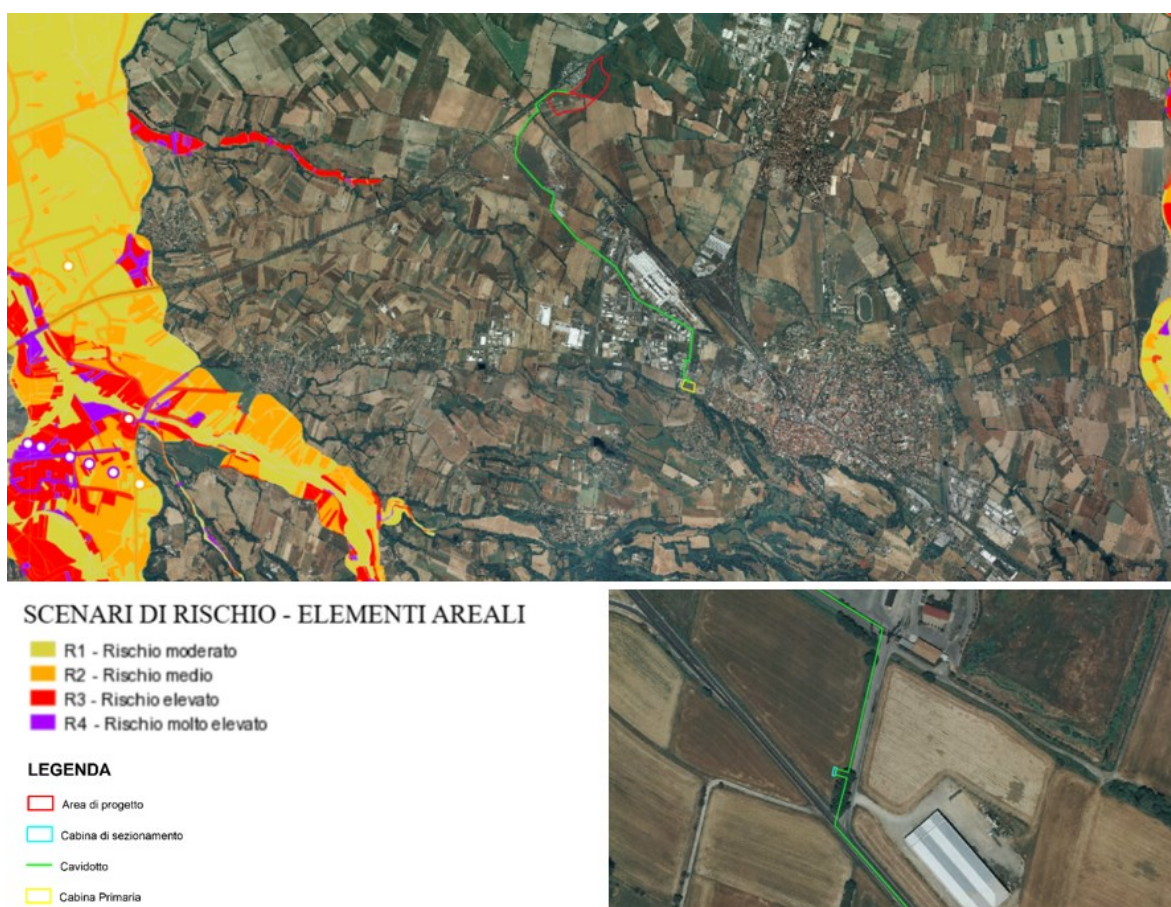 SCENARI DI RISCHIO - ELEMENTI AREALI
R1 - Rischio moderato
R2 - Rischio medio
R3 - Rischio elevato
R4 - Rischio molto elevato
LEGENDA
Area di progetto
Cabina di sezionamento
Cavidotto
Cabina Primaria